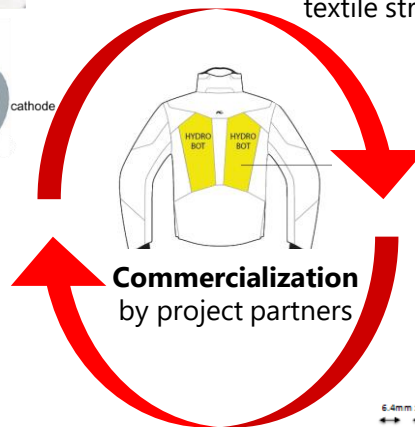 textile str
cathode
HYDRO
BOT
HYDRO
BOT
Commercialization
by project partners
6.4mm